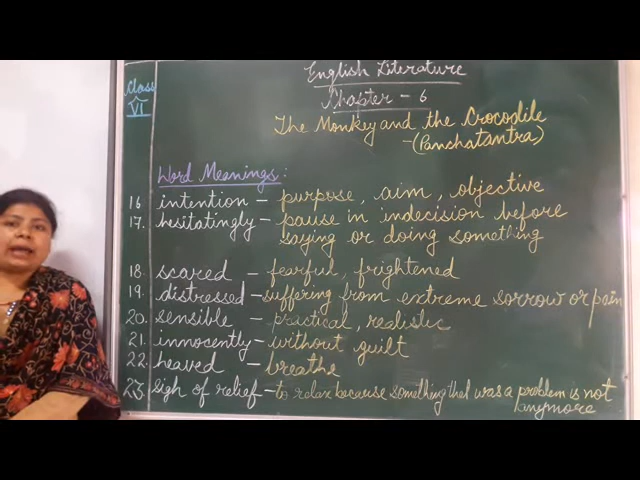 English Literature
Class
VI
Chapter - 6
The Monkey and the Crocodile
-(Panchatantra)
Word Meanings:
16. intention - purpose, aim, objective
17. hesitatingly - pause in indecision before
saying or doing something
18. scared - fearful, frightened
19. distressed - suffering from extreme sorrow or pain
20. sensible - practical, realistic
21. innocently - without guilt
22. heaved - breathe
23. sigh of relief - to relax because something that was a problem is not
anymore